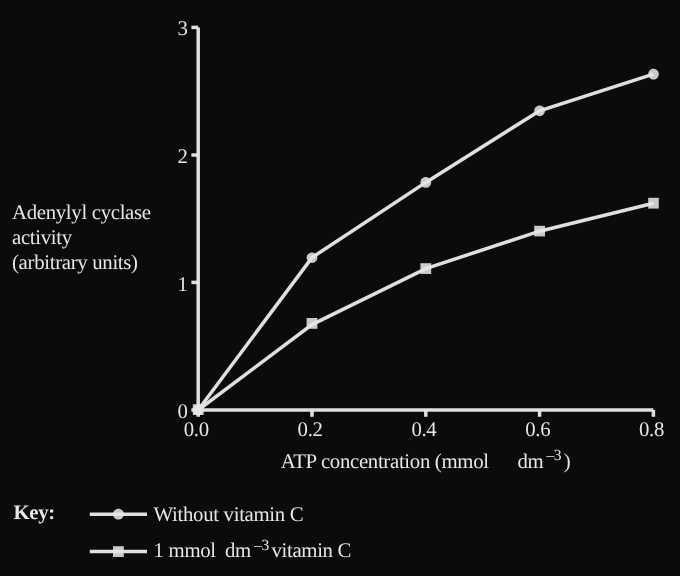 3
2
Adenylyl cyclase
activity
(arbitrary units)
1
0
0.0 0.2 0.4 0.6 0.8
ATP concentration (mmol dm⁻³)
Key:
Without vitamin C
1 mmol dm⁻³ vitamin C